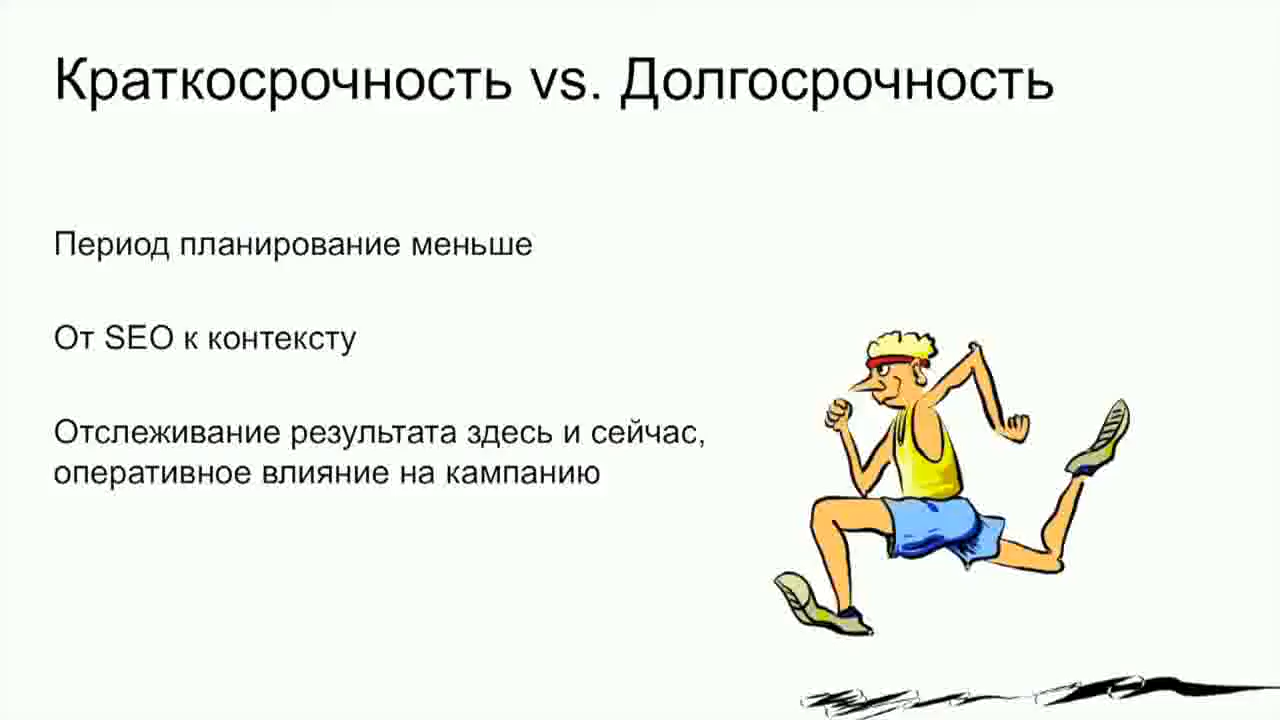 Краткосрочность vs. Долгосрочность
Период планирование меньше
От SEO к контексту
Отслеживание результата здесь и сейчас,
оперативное влияние на кампанию